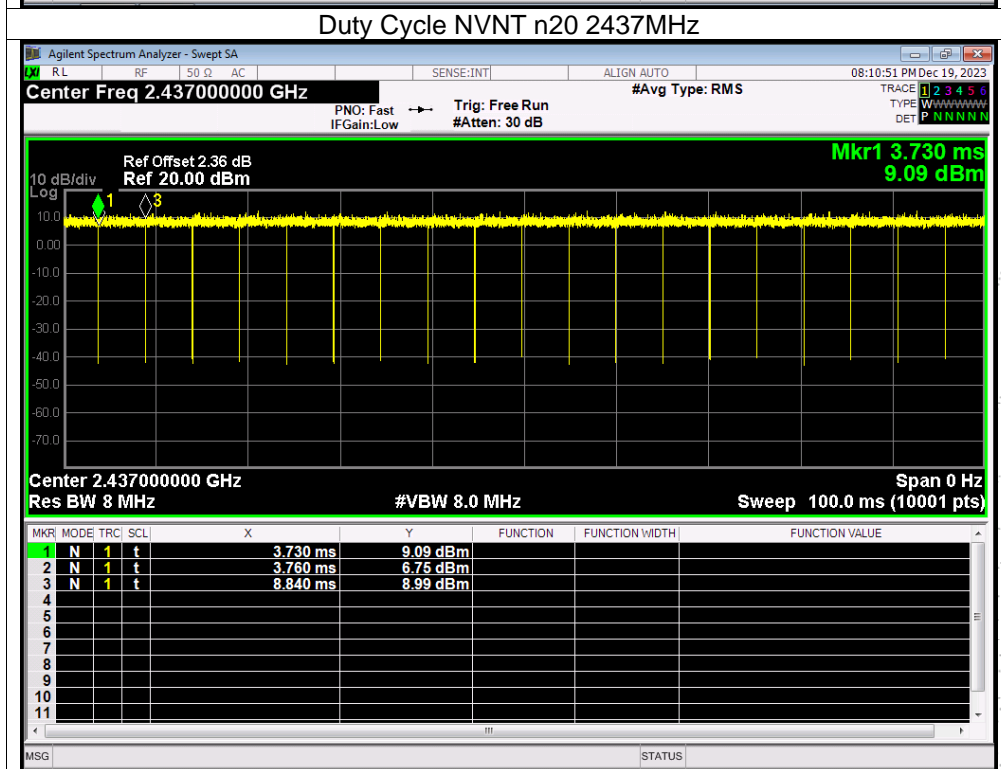 Duty Cycle NVNT n20 2437MHz
Agilent Spectrum Analyzer - Swept SA
LXI RL RF 50 Ω AC SENSE:INT ALIGN AUTO 08:10:51 PM Dec 19, 2023
Center Freq 2.437000000 GHz #Avg Type: RMS TRACE 1 2 3 4 5 6
PNO: Fast Trig: Free Run TYPE WWWWWW
IFGain:Low #Atten: 30 dB DET P N N N N N
Ref Offset 2.36 dB Mkr1 3.730 ms
10 dB/div Ref 20.00 dBm 9.09 dBm
Log
1 3
10.0
0.00
-10.0
-20.0
-30.0
-40.0
-50.0
-60.0
-70.0
Center 2.437000000 GHz Span 0 Hz
Res BW 8 MHz #VBW 8.0 MHz Sweep 100.0 ms (10001 pts)
MKR MODE TRC SCL X Y FUNCTION FUNCTION WIDTH FUNCTION VALUE
1 N 1 t 3.730 ms 9.09 dBm
2 N 1 t 3.760 ms 6.75 dBm
3 N 1 t 8.840 ms 8.99 dBm
4
5
6
7
8
9
10
11
MSG STATUS